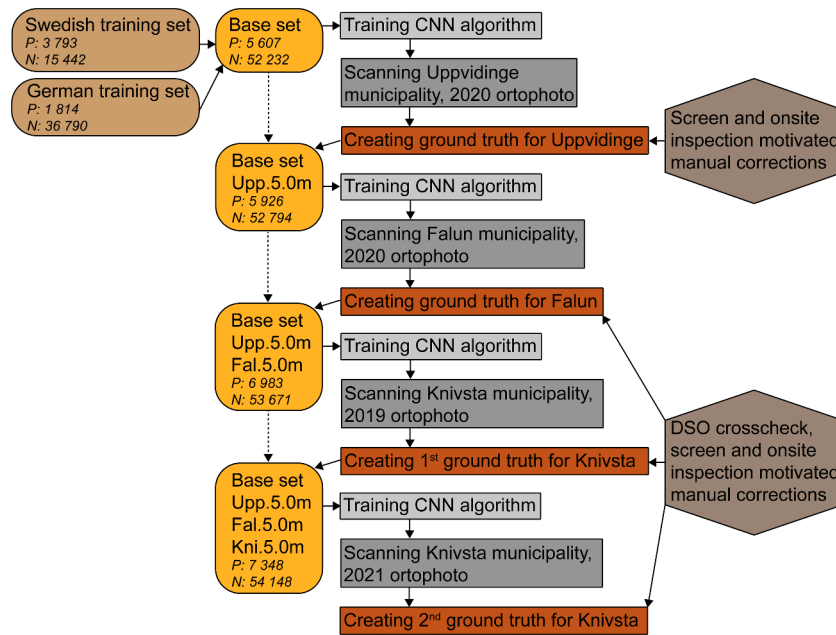 Swedish training set
P: 3 793
N: 15 442
German training set
P: 1 814
N: 36 790
Base set
P: 5 607
N: 52 232
Training CNN algorithm
Scanning Uppvidinge
municipality, 2020 ortophoto
Creating ground truth for Uppvidinge
Screen and onsite
inspection motivated
manual corrections
Base set
Upp.5.0m
P: 5 926
N: 52 794
Training CNN algorithm
Scanning Falun municipality,
2020 ortophoto
Creating ground truth for Falun
Base set
Upp.5.0m
Fal.5.0m
P: 6 983
N: 53 671
Training CNN algorithm
Scanning Knivsta municipality,
2019 ortophoto
Creating 1st ground truth for Knivsta
DSO crosscheck,
screen and onsite
inspection motivated
manual corrections
Base set
Upp.5.0m
Fal.5.0m
Kni.5.0m
P: 7 348
N: 54 148
Training CNN algorithm
Scanning Knivsta municipality,
2021 ortophoto
Creating 2nd ground truth for Knivsta